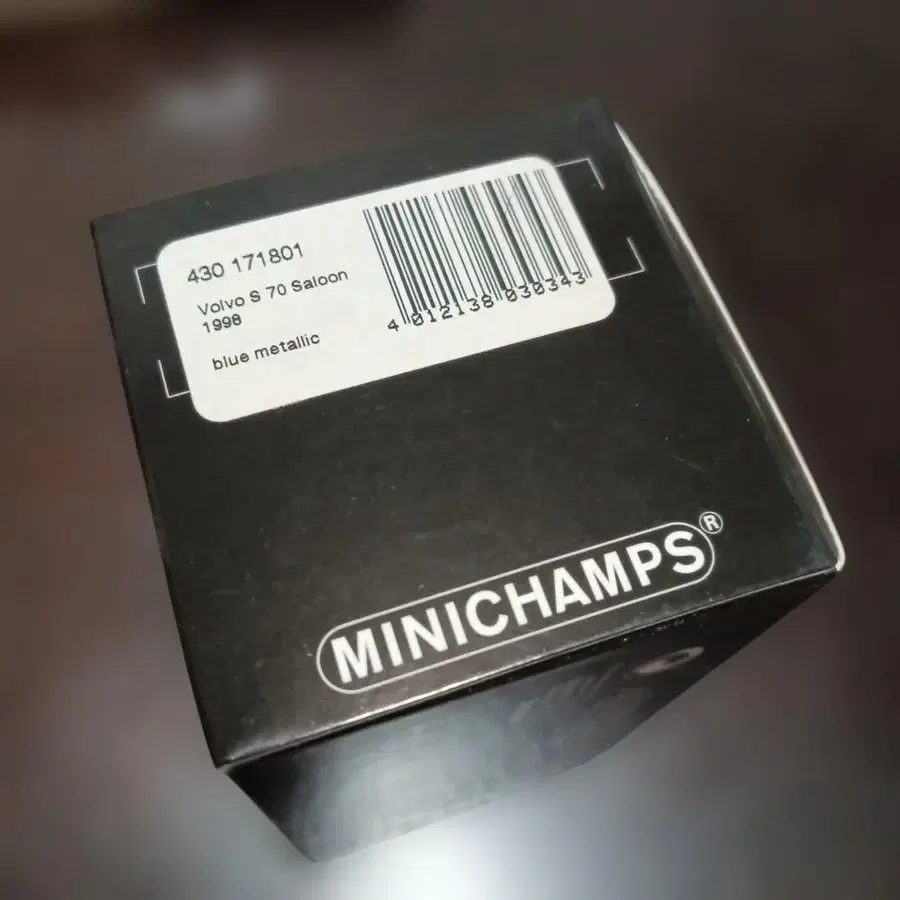 430 171801
Volvo S 70 Saloon
1998
blue metallic
4 012138 030343
MINICHAMPS®